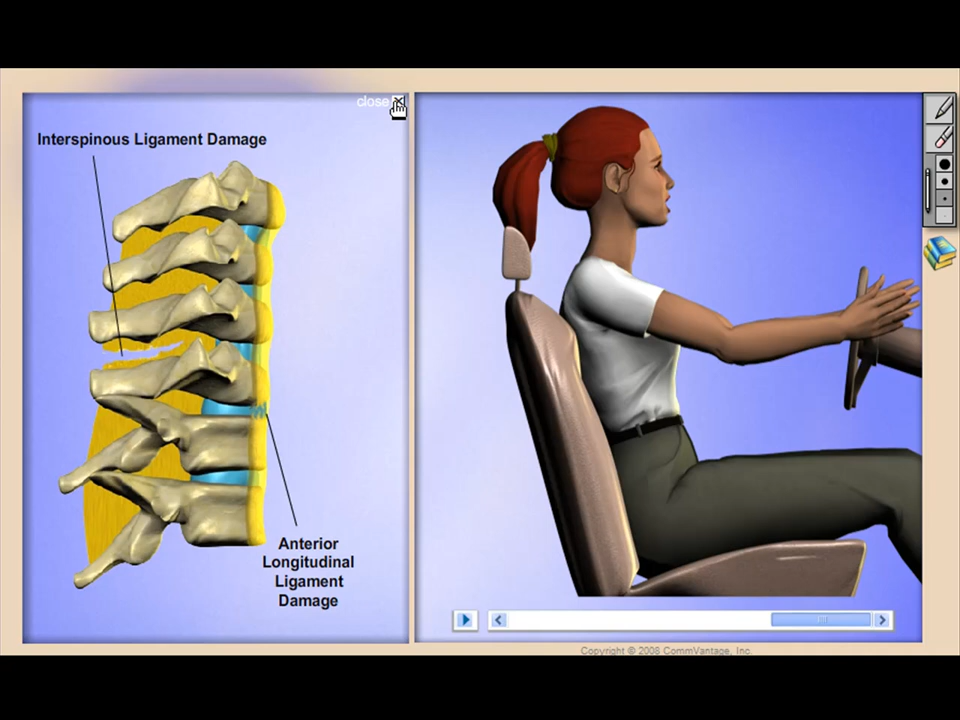 close
Interspinous Ligament Damage
Anterior
Longitudinal
Ligament
Damage
Copyright © 2008 CommVantage, Inc.